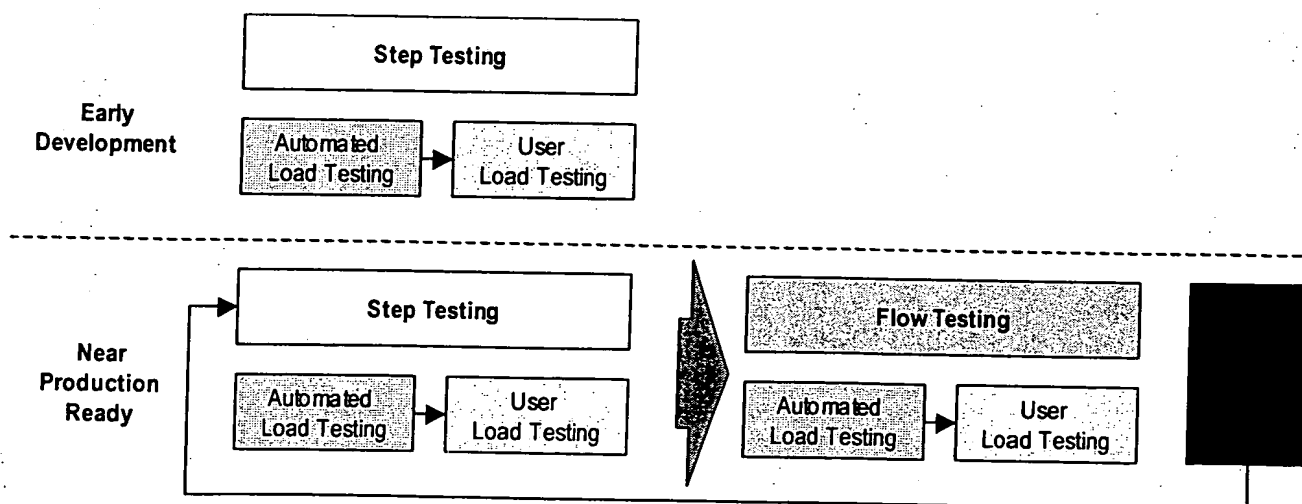 Step Testing
Early
Development
Automated
Load Testing
User
Load Testing
Step Testing
Flow Testing
Near
Production
Ready
Automated
Load Testing
User
Load Testing
Automated
Load Testing
User
Load Testing